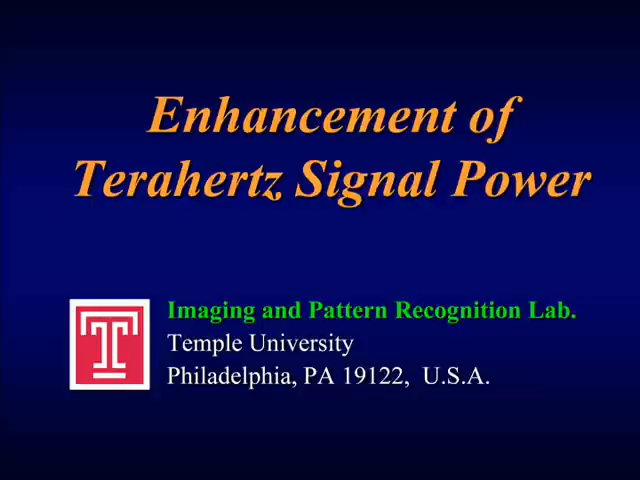 Enhancement of
Terahertz Signal Power
Imaging and Pattern Recognition Lab.
Temple University
Philadelphia, PA 19122, U.S.A.